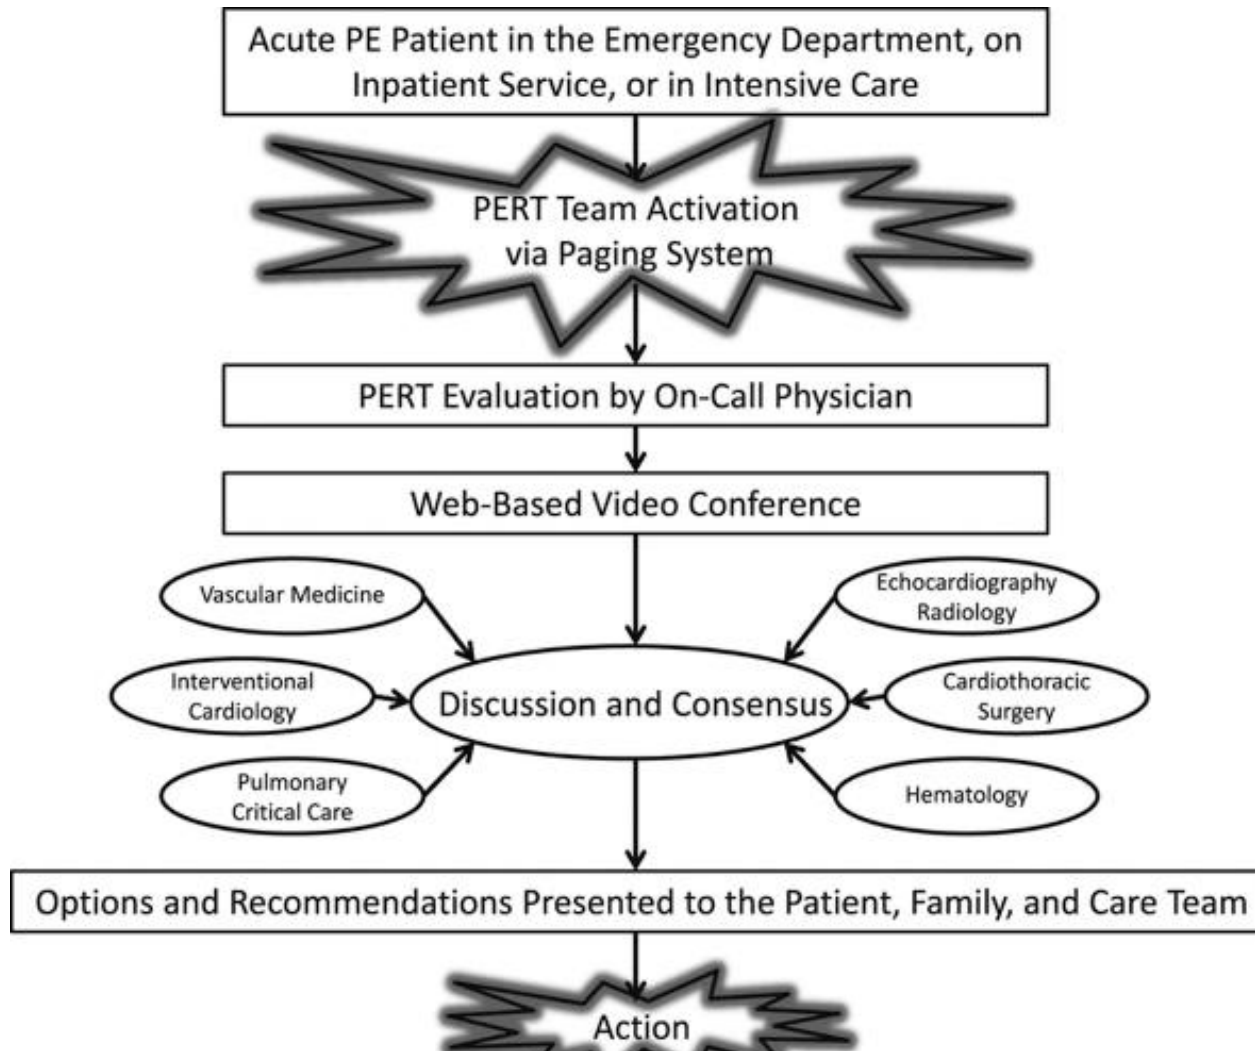 Acute PE Patient in the Emergency Department, on
Inpatient Service, or in Intensive Care
PERT Team Activation
via Paging System
PERT Evaluation by On-Call Physician
Web-Based Video Conference
Vascular Medicine
Echocardiography
Radiology
Interventional
Cardiology
Discussion and Consensus
Cardiothoracic
Surgery
Pulmonary
Critical Care
Hematology
Options and Recommendations Presented to the Patient, Family, and Care Team
Action